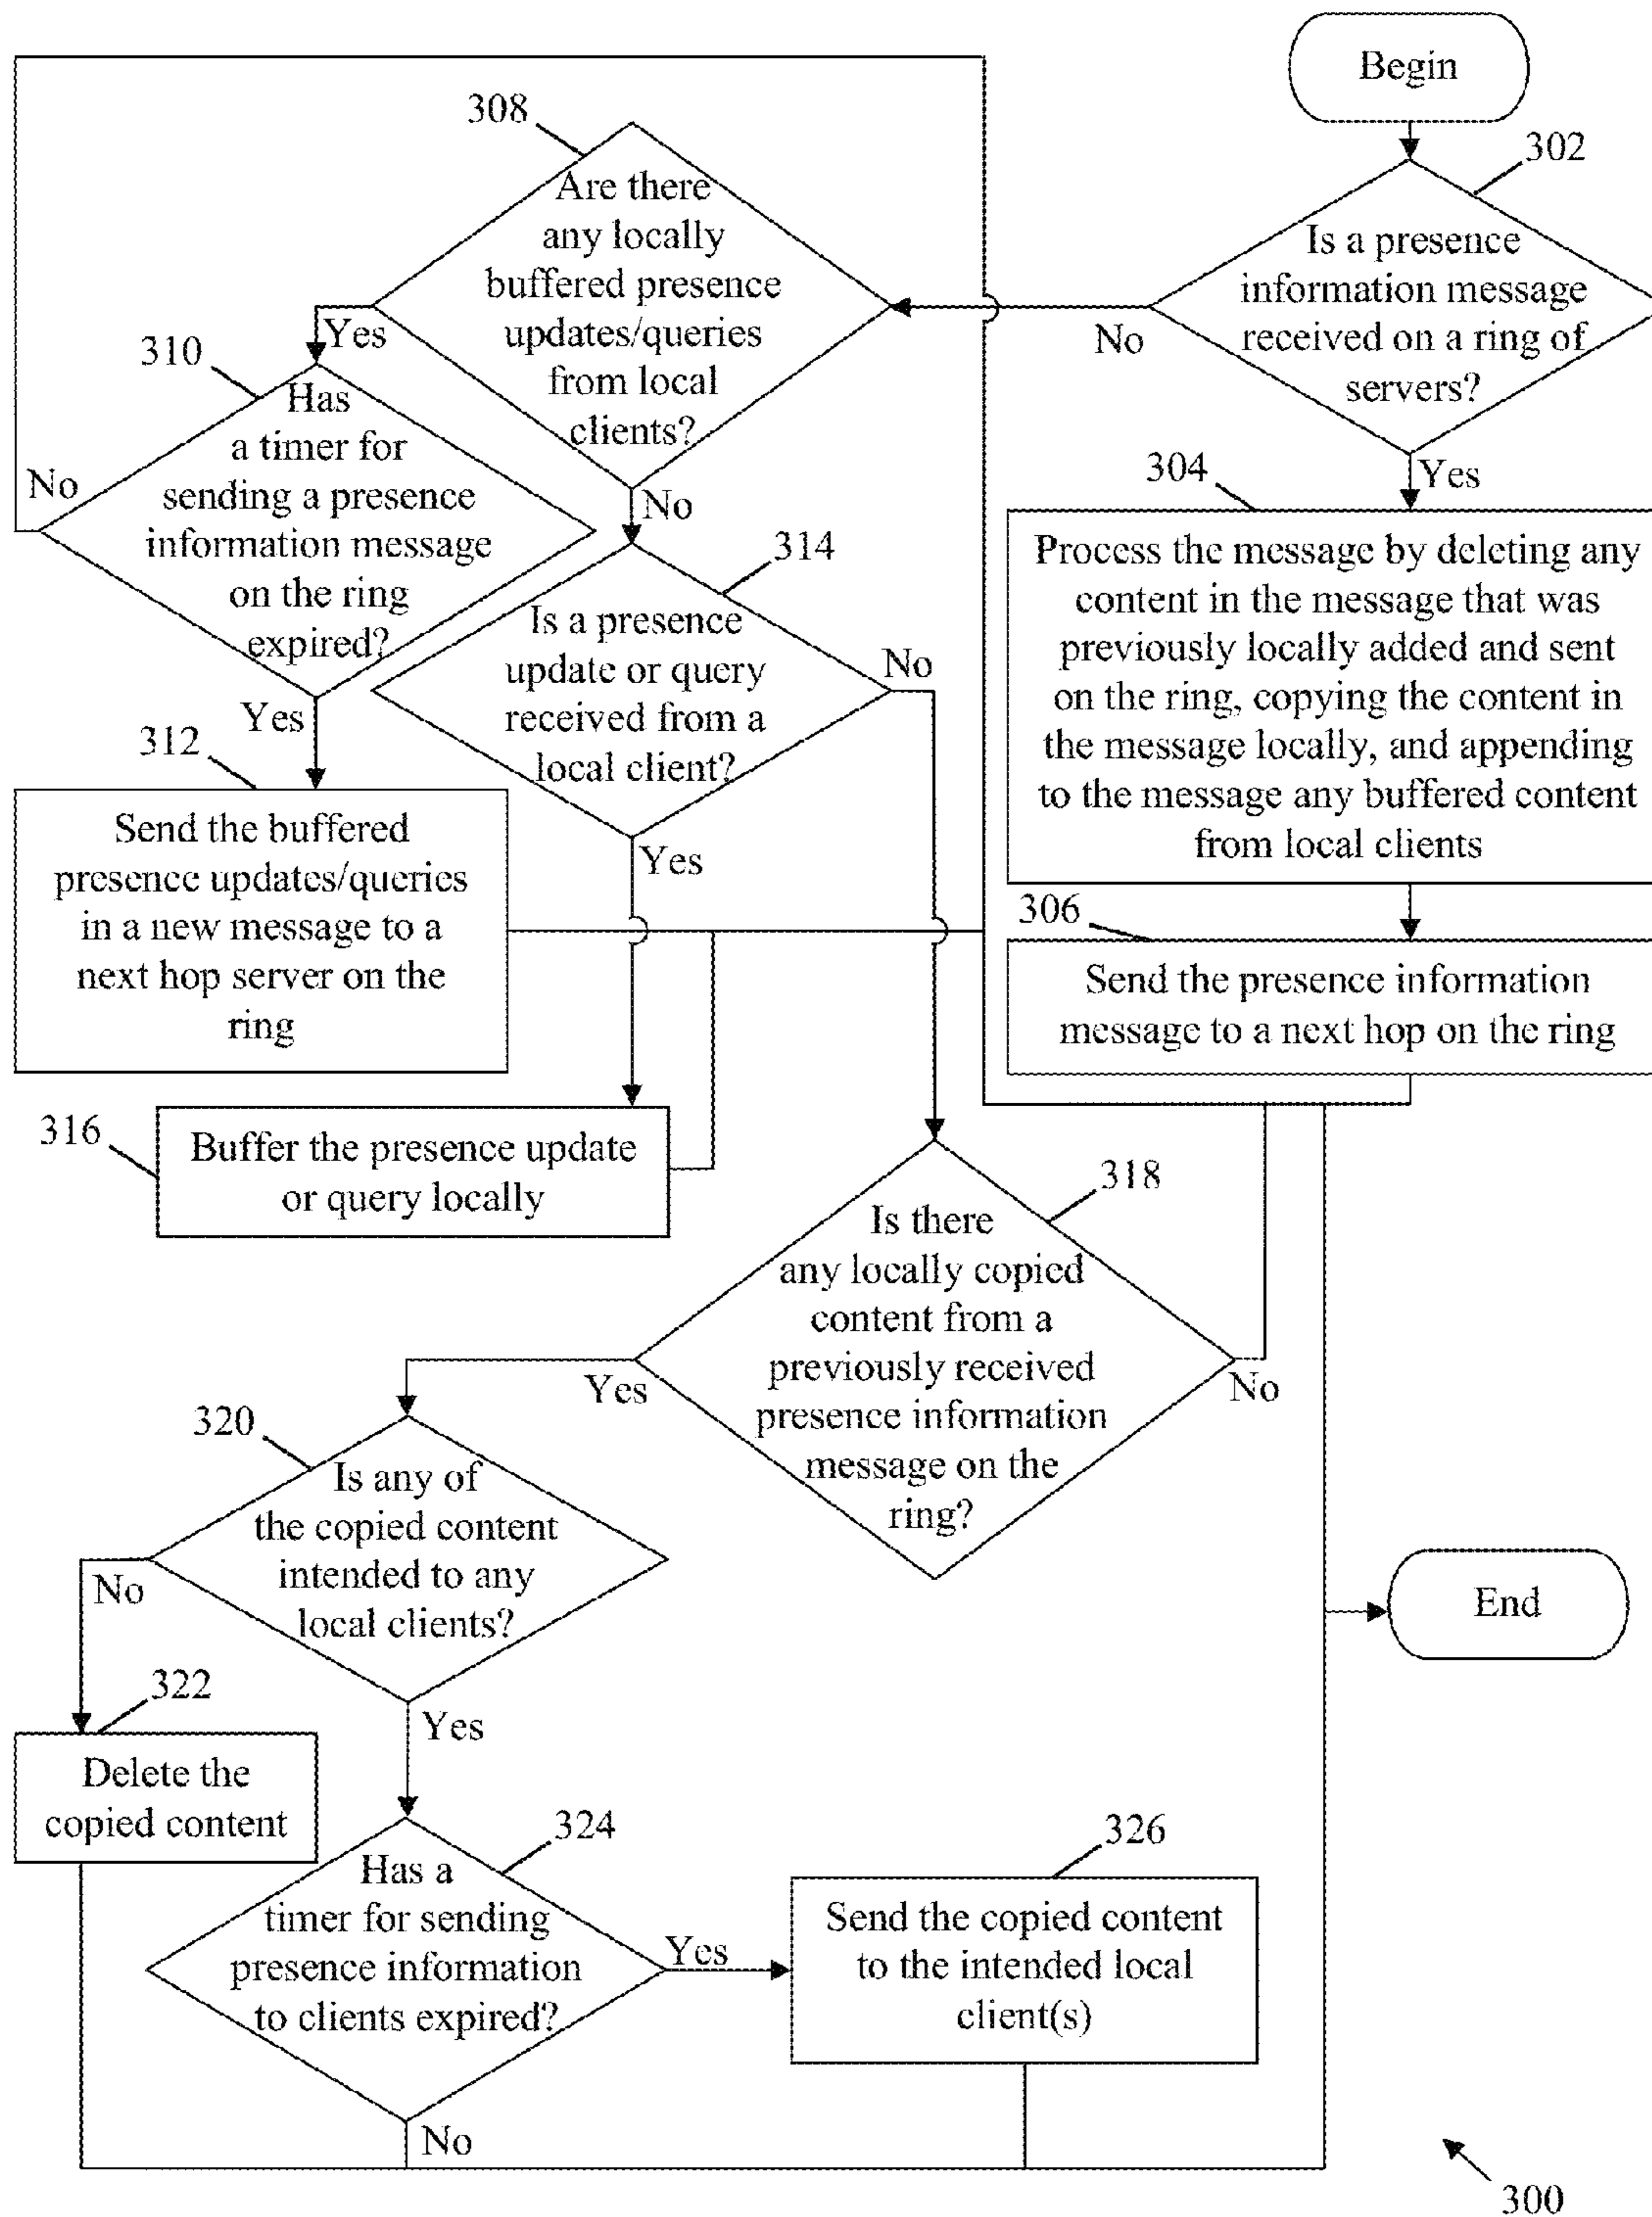 Begin
302
Is a presence
information message
received on a ring of
servers?
No
Yes
308
Are there
any locally
buffered presence
updates/queries
from local
clients?
Yes
No
310
Has
a timer for
sending a presence
information message
on the ring
expired?
No
Yes
304
Process the message by deleting any
content in the message that was
previously locally added and sent
on the ring, copying the content in
the message locally, and appending
to the message any buffered content
from local clients
306
Send the presence information
message to a next hop on the ring
314
Is a presence
update or query
received from a
local client?
No
Yes
312
Send the buffered
presence updates/queries
in a new message to a
next hop server on the
ring
316
Buffer the presence update
or query locally
318
Is there
any locally copied
content from a
previously received
presence information
message on the
ring?
Yes
No
320
Is any of
the copied content
intended to any
local clients?
No
Yes
End
322
Delete the
copied content
324
Has a
timer for sending
presence information
to clients expired?
Yes
No
326
Send the copied content
to the intended local
client(s)
300